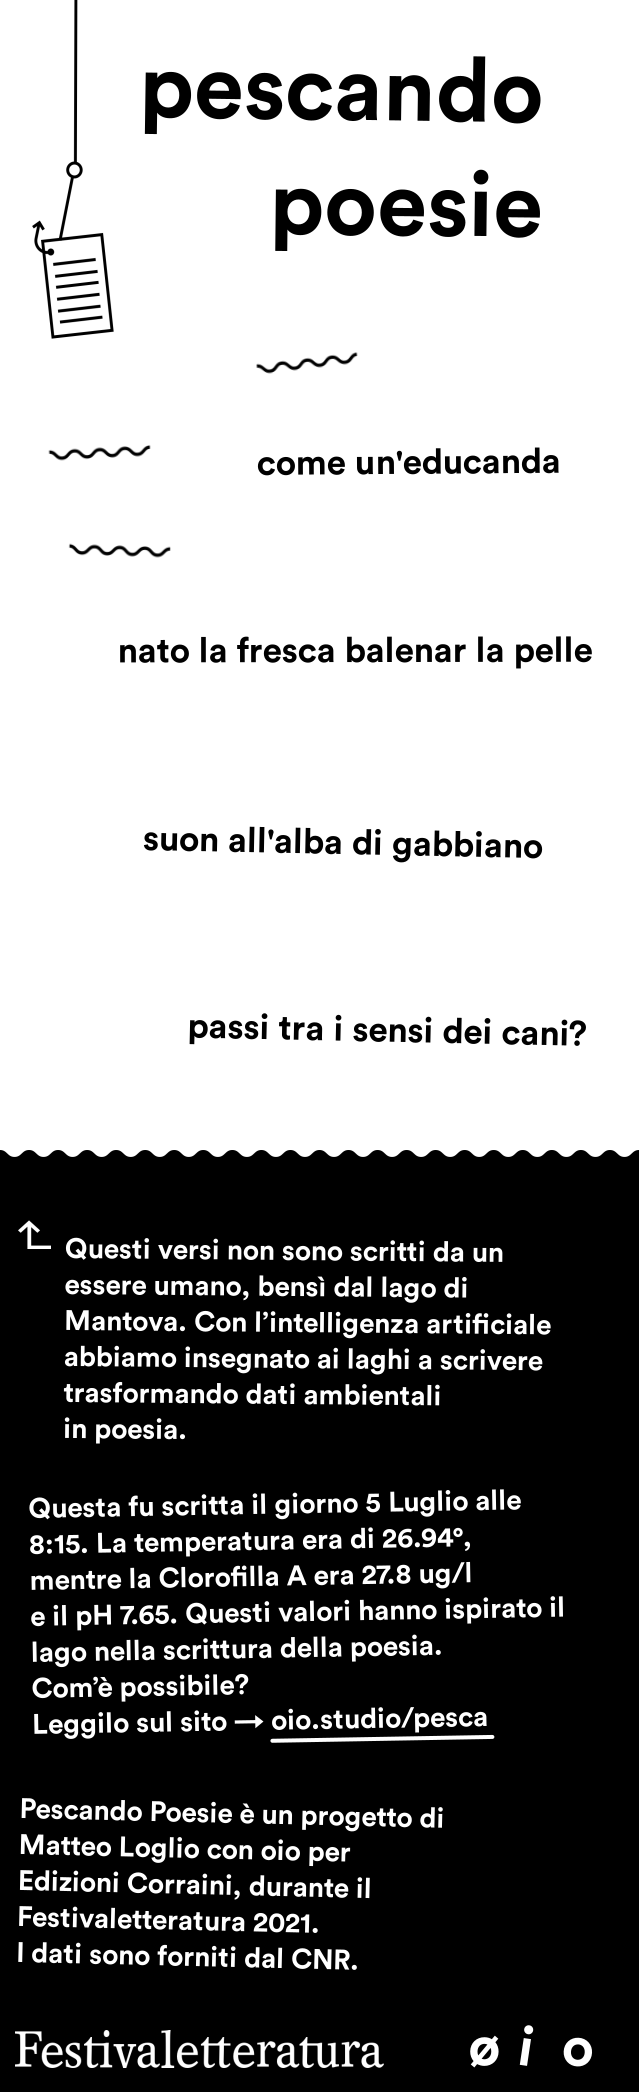 pescando
poesie
come un'educanda
nato la fresca balenar la pelle
suon all'alba di gabbiano
passi tra i sensi dei cani?
Questi versi non sono scritti da un
essere umano, bensì dal lago di
Mantova. Con l’intelligenza artificiale
abbiamo insegnato ai laghi a scrivere
trasformando dati ambientali
in poesia.
Questa fu scritta il giorno 5 Luglio alle
8:15. La temperatura era di 26.94°,
mentre la Clorofilla A era 27.8 ug/l
e il pH 7.65. Questi valori hanno ispirato il
lago nella scrittura della poesia.
Com’è possibile?
Leggilo sul sito → oio.studio/pesca
Pescando Poesie è un progetto di
Matteo Loglio con oio per
Edizioni Corraini, durante il
Festivaletteratura 2021.
I dati sono forniti dal CNR.
Festivaletteratura ø i o